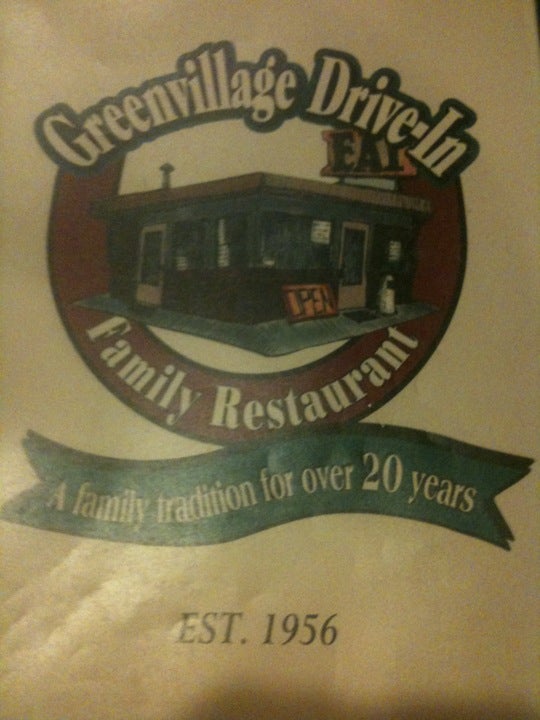 Greenvillage Drive-In
EAT
OPEN
Family Restaurant
A family tradition for over 20 years
EST. 1956